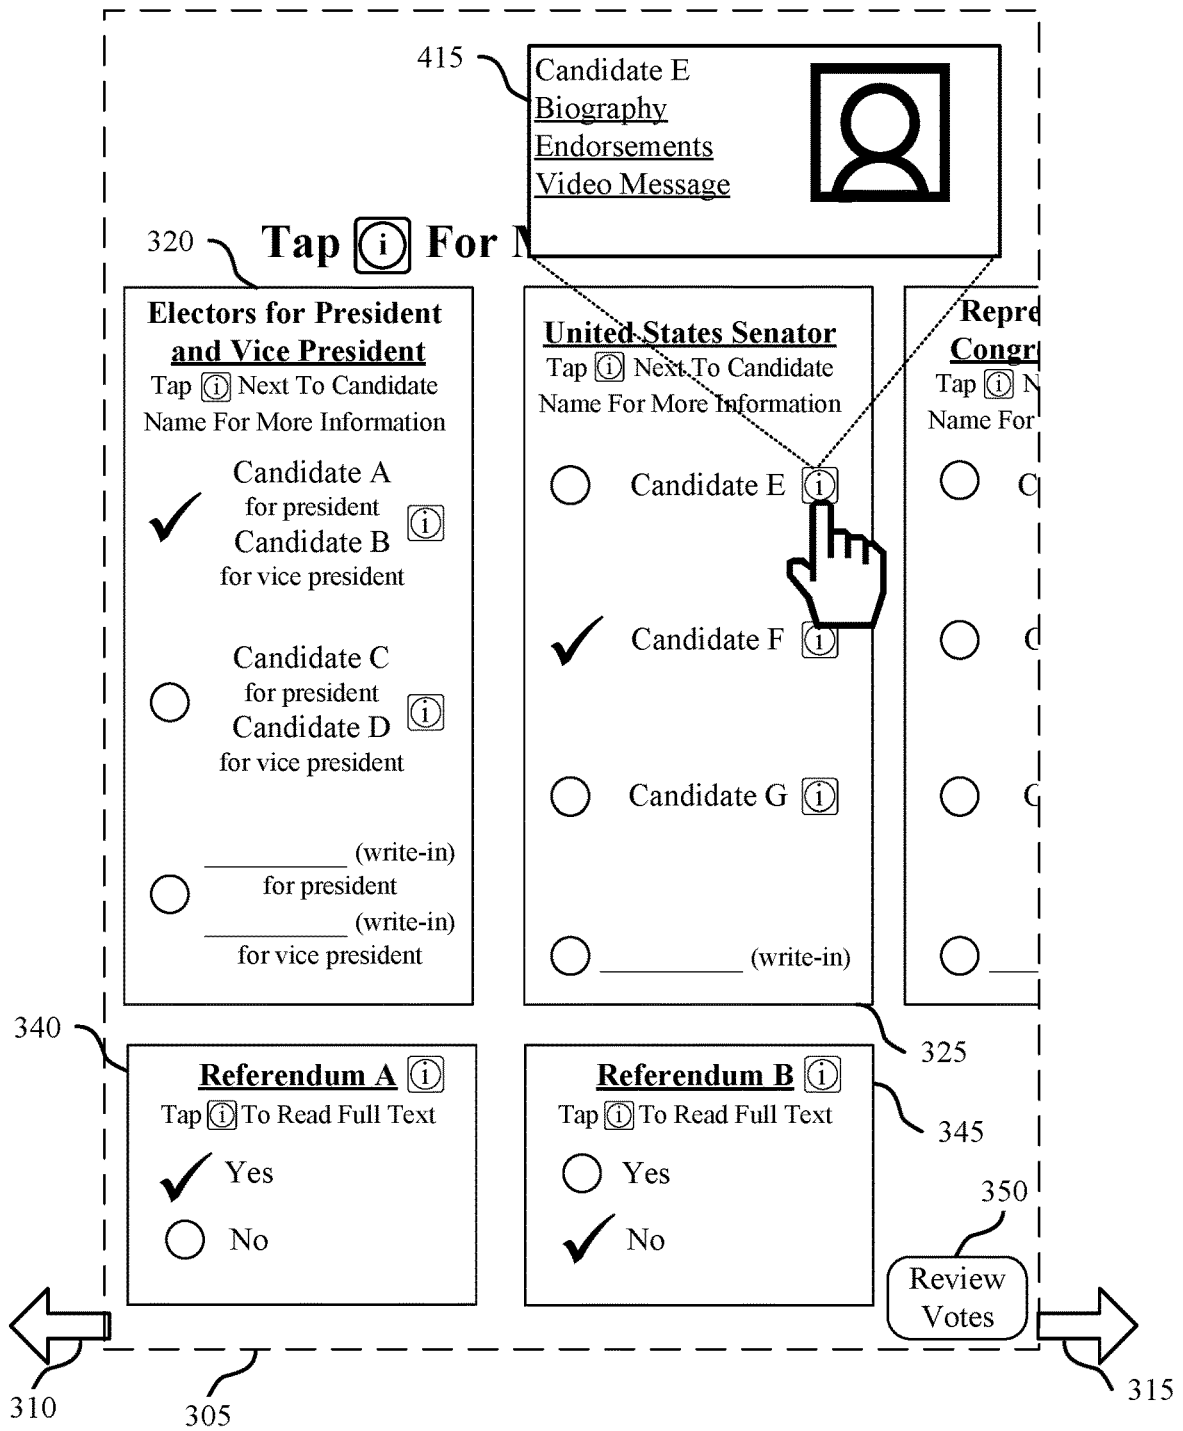 415
Candidate E
Biography
Endorsements
Video Message
320
Tap i For
Electors for President
and Vice President
Tap i Next To Candidate
Name For More Information
Candidate A
for president
Candidate B i
for vice president
Candidate C
for president
Candidate D i
for vice president
(write-in)
for president
(write-in)
for vice president
United States Senator
Tap i Next To Candidate
Name For More Information
Candidate E i
Candidate F i
Candidate G i
(write-in)
Repre
Congr
Tap i N
Name For
C
325
340
Referendum A i
Tap i To Read Full Text
Yes
No
Referendum B i
Tap i To Read Full Text
Yes
No
345
350
Review
Votes
310
305
315